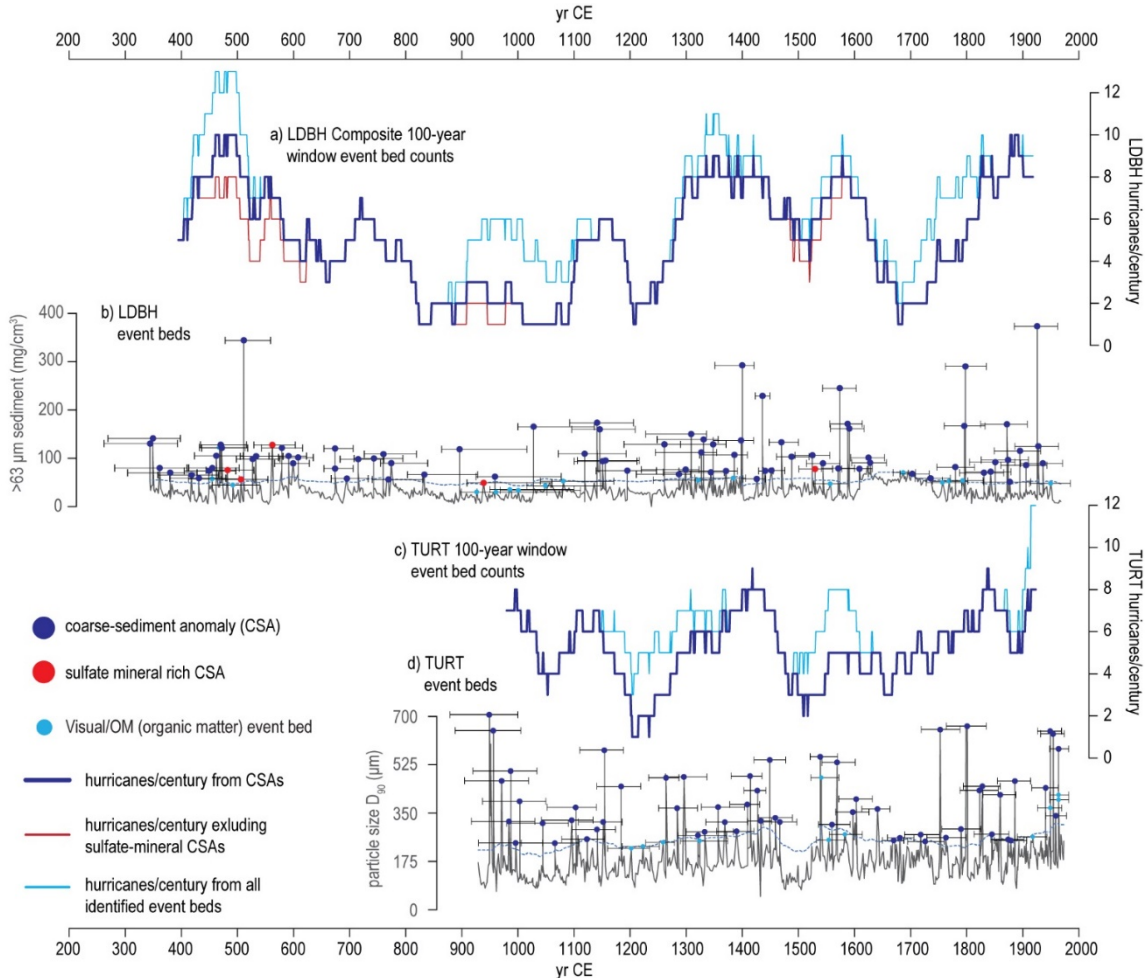 yr CE
200 300 400 500 600 700 800 900 1000 1100 1200 1300 1400 1500 1600 1700 1800 1900 2000
a) LDBH Composite 100-year
window event bed counts
12
10
8
6
4
2
0
LDBH hurricanes/century
b) LDBH
event beds
400
300
200
100
0
>63 µm sediment (mg/cm³)
c) TURT 100-year window
event bed counts
12
10
8
6
4
2
0
TURT hurricanes/century
d) TURT
event beds
700
525
350
175
0
particle size D₉₀ (µm)
coarse-sediment anomaly (CSA)
sulfate mineral rich CSA
Visual/OM (organic matter) event bed
hurricanes/century from CSAs
hurricanes/century exluding
sulfate-mineral CSAs
hurricanes/century from all
identified event beds
200 300 400 500 600 700 800 900 1000 1100 1200 1300 1400 1500 1600 1700 1800 1900 2000
yr CE